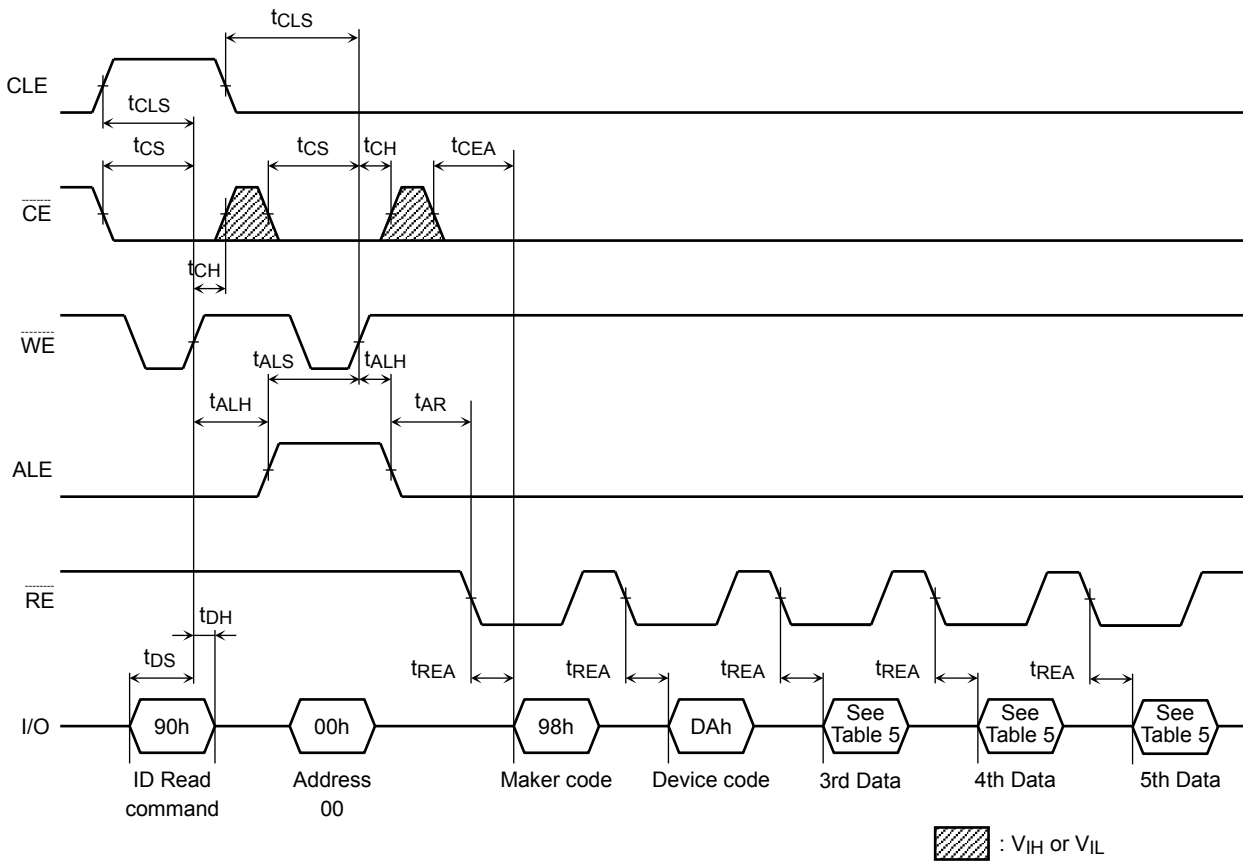 tCLS
CLE
tCLS
tCS tCS tCH tCEA
CE
tCH
WE
tALS tALH
tALH tAR
ALE
RE
tDH
tDS tREA tREA tREA tREA tREA
I/O 90h 00h 98h DAh See Table 5 See Table 5 See Table 5
ID Read command Address 00 Maker code Device code 3rd Data 4th Data 5th Data
: VIH or VIL